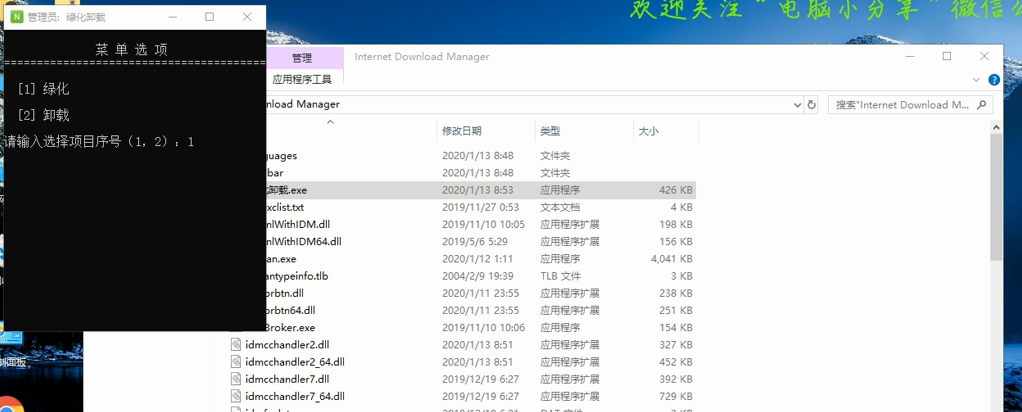 欢迎关注“电脑小分享”微信公
管理员: 绿化卸载
菜 单 选 项
[1] 绿化
[2] 卸载
请输入选择项目序号（1, 2）: 1
管理
Internet Download Manager
应用程序工具
nload Manager
搜索"Internet Download M...
修改日期 类型 大小
guages 2020/1/13 8:48 文件夹
bar 2020/1/13 8:48 文件夹
卸载.exe 2020/1/13 8:53 应用程序 426 KB
xclist.txt 2019/11/27 0:53 文本文档 4 KB
nlWithIDM.dll 2019/11/10 10:05 应用程序扩展 198 KB
mlWithIDM64.dll 2019/5/6 5:29 应用程序扩展 156 KB
an.exe 2020/1/12 1:11 应用程序 4,041 KB
antypeinfo.tlb 2004/2/9 19:39 TLB 文件 3 KB
rbtn.dll 2020/1/11 23:55 应用程序扩展 238 KB
rbtn64.dll 2020/1/11 23:55 应用程序扩展 251 KB
Broker.exe 2019/11/10 10:06 应用程序 154 KB
idmcchandler2.dll 2020/1/13 8:51 应用程序扩展 327 KB
idmcchandler2_64.dll 2020/1/13 8:51 应用程序扩展 452 KB
idmcchandler7.dll 2019/12/19 6:27 应用程序扩展 392 KB
idmcchandler7_64.dll 2019/12/19 6:27 应用程序扩展 729 KB